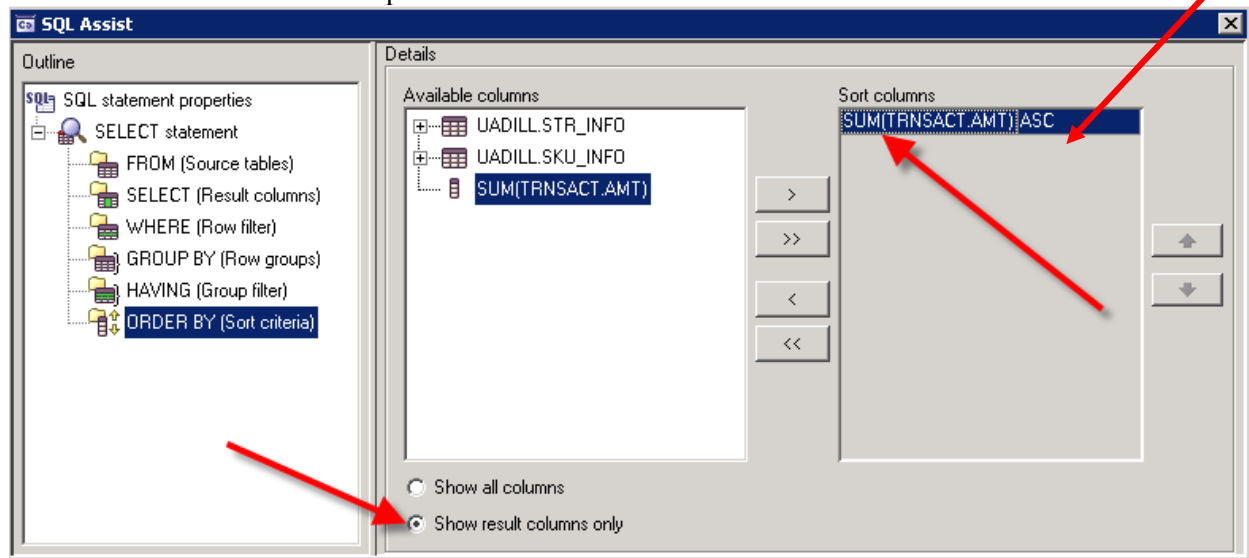 SQL Assist
Outline
SQL statement properties
SELECT statement
FROM (Source tables)
SELECT (Result columns)
WHERE (Row filter)
GROUP BY (Row groups)
HAVING (Group filter)
ORDER BY (Sort criteria)
Details
Available columns
UADILL.STR_INFO
UADILL.SKU_INFO
SUM(TRNSACT.AMT)
>
>>
<
<<
Sort columns
SUM(TRNSACT.AMT) ASC
Show all columns
Show result columns only